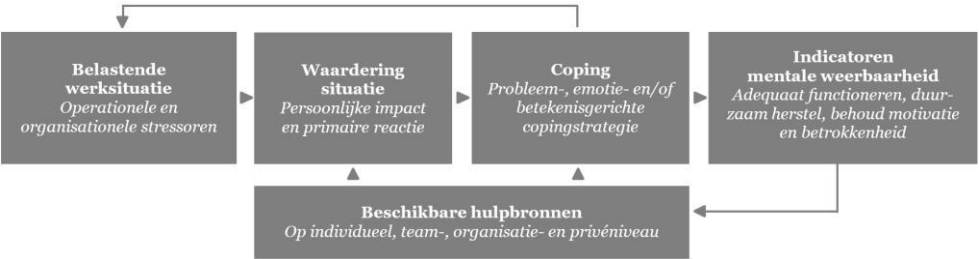 Belastende
werksituatie
Operationele en
organisationele stressoren
Waardering
situatie
Persoonlijke impact
en primaire reactie
Coping
Probleem-, emotie- en/of
betekenisgerichte
copingstrategie
Indicatoren
mentale weerbaarheid
Adequaat functioneren, duur-
zaam herstel, behoud motivatie
en betrokkenheid
Beschikbare hulpbronnen
Op individueel, team-, organisatie- en privéniveau